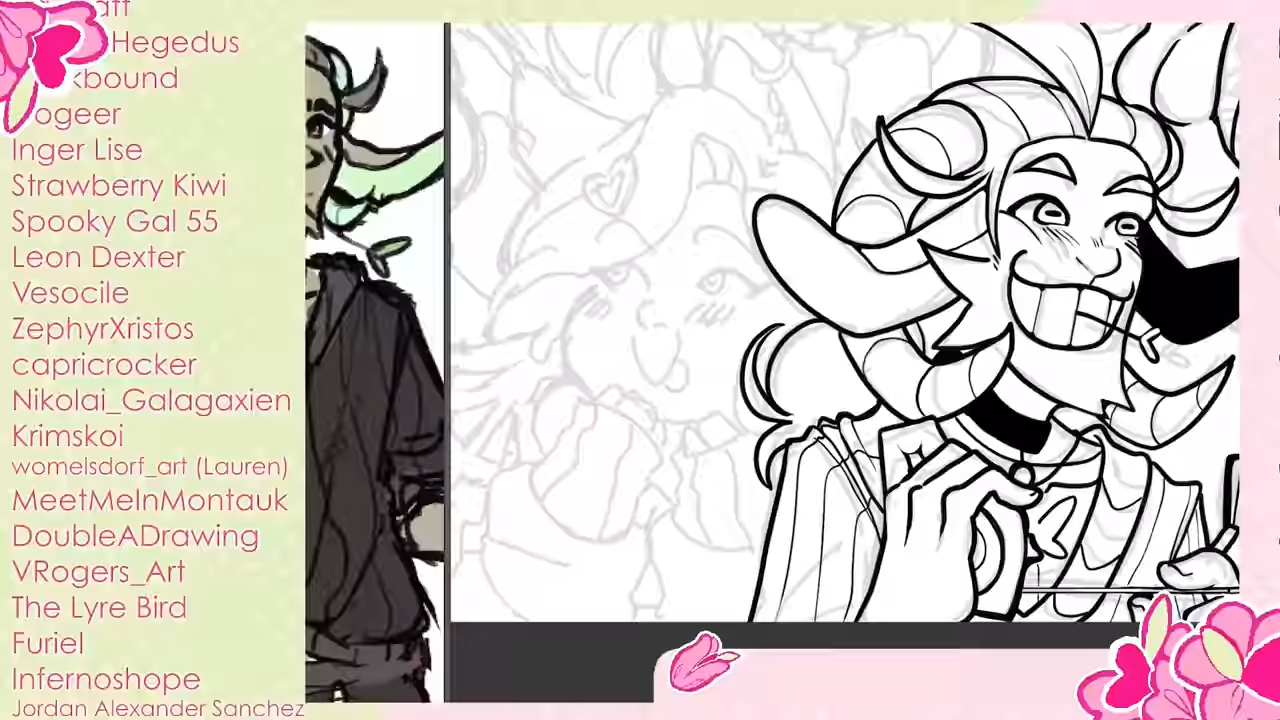 Hegedus
Inger Lise
Strawberry Kiwi
Spooky Gal 55
Leon Dexter
Vesocile
ZephyrXristos
capricrocker
Nikolai_Galagaxien
Krimskoi
womelsdorf_art (Lauren)
MeetMeInMontauk
DoubleADrawing
VRogers_Art
The Lyre Bird
Furiel
Infernoshope
Jordan Alexander Sanchez